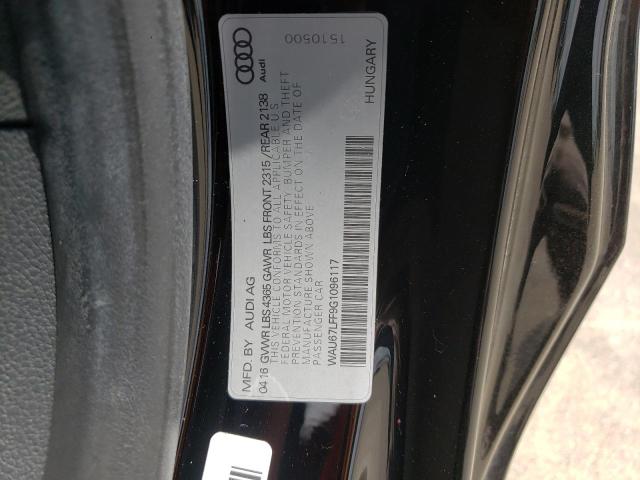 MFD. BY AUDI AG
Audi
0416 GVWR LBS 4365 GAWR LBS FRONT 2315 /REAR 2138
THIS VEHICLE CONFORMS TO ALL APPLICABLE U.S.
FEDERAL MOTOR VEHICLE SAFETY, BUMPER AND THEFT
PREVENTION STANDARDS IN EFFECT ON THE DATE OF
MANUFACTURE SHOWN ABOVE
PASSENGER CAR
WAU67LFF9G1096117
1510500
HUNGARY